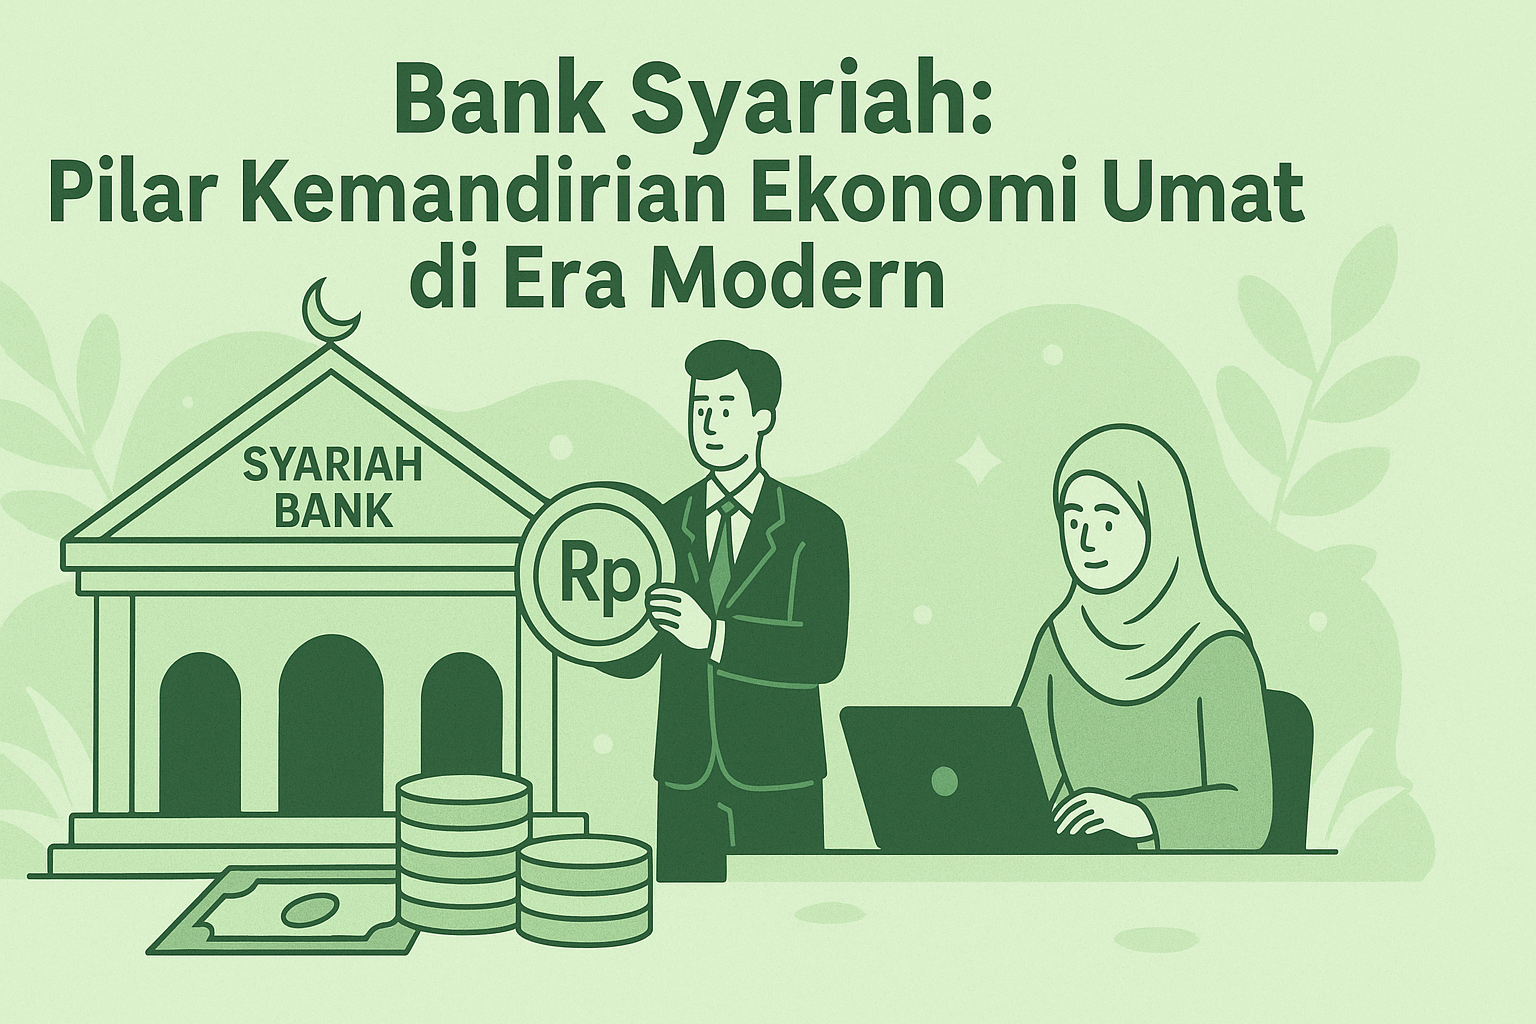 Bank Syariah:
Pilar Kemandirian Ekonomi Umat
di Era Modern
SYARIAH
BANK
Rp